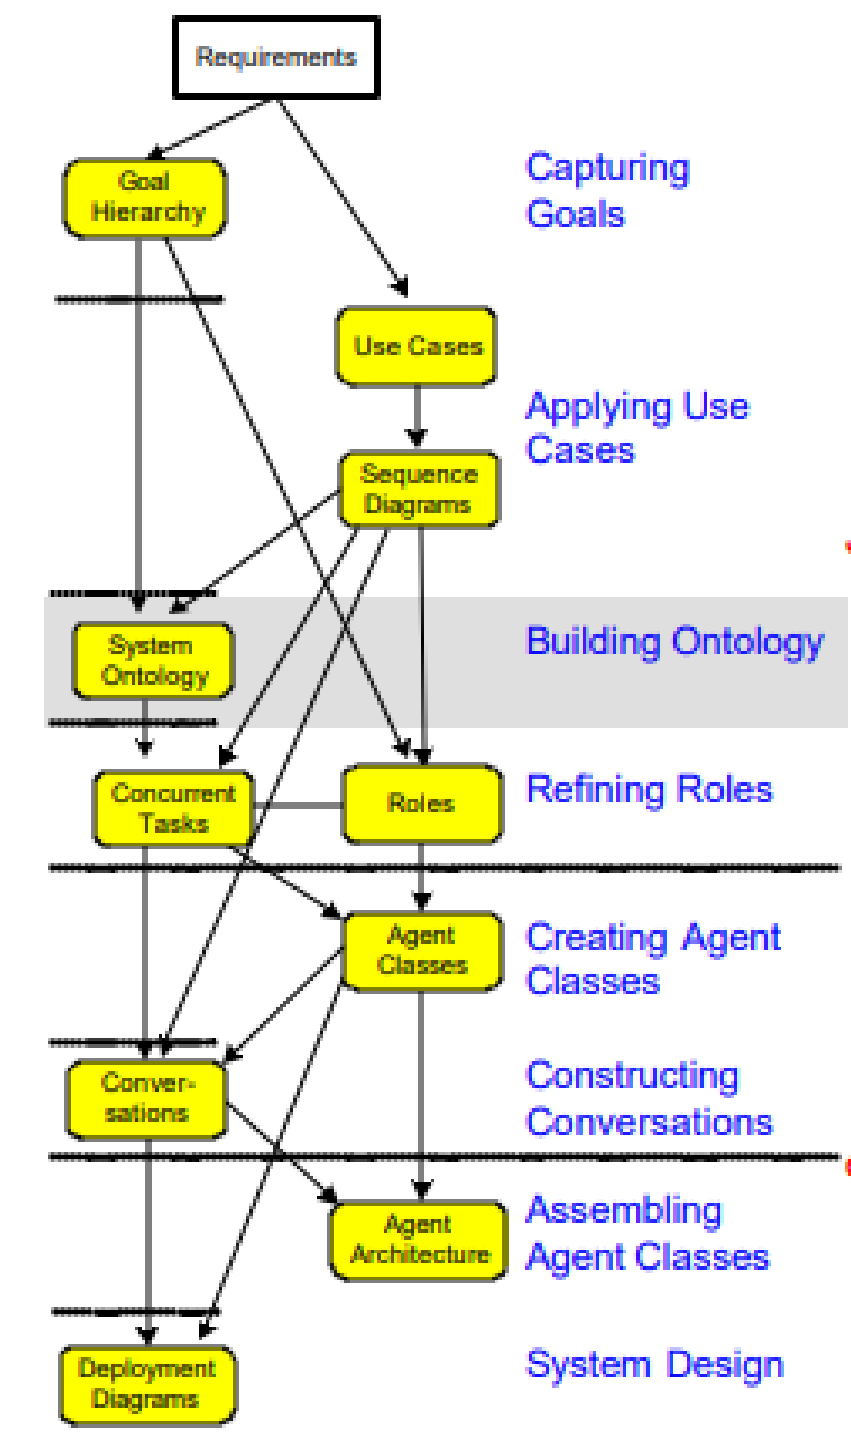 Requirements
Goal
Hierarchy
Capturing
Goals
Use Cases
Applying Use
Cases
Sequence
Diagrams
System
Ontology
Building Ontology
Concurrent
Tasks
Roles
Refining Roles
Agent
Classes
Creating Agent
Classes
Conver-
sations
Constructing
Conversations
Agent
Architecture
Assembling
Agent Classes
Deployment
Diagrams
System Design